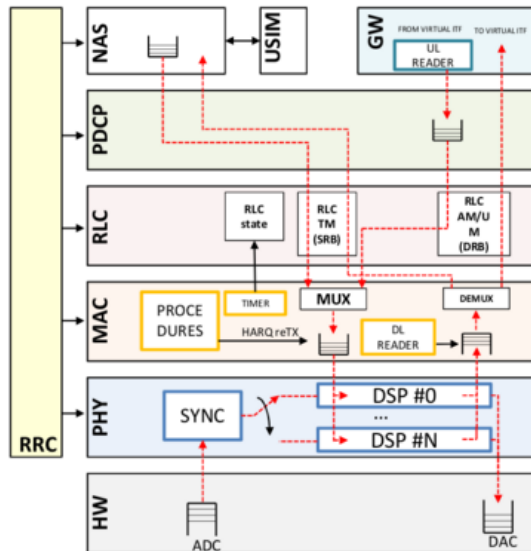 NAS
USIM
GW
FROM VIRTUAL ITF
TO VIRTUAL ITF
UL
READER
PDCP
RLC
RLC
state
RLC
TM
(SRB)
RLC
AM/U
M
(DRB)
MAC
PROCE
DURES
TIMER
HARQ reTX
MUX
DL
READER
DEMUX
PHY
SYNC
DSP #0
...
DSP #N
RRC
HW
ADC
DAC